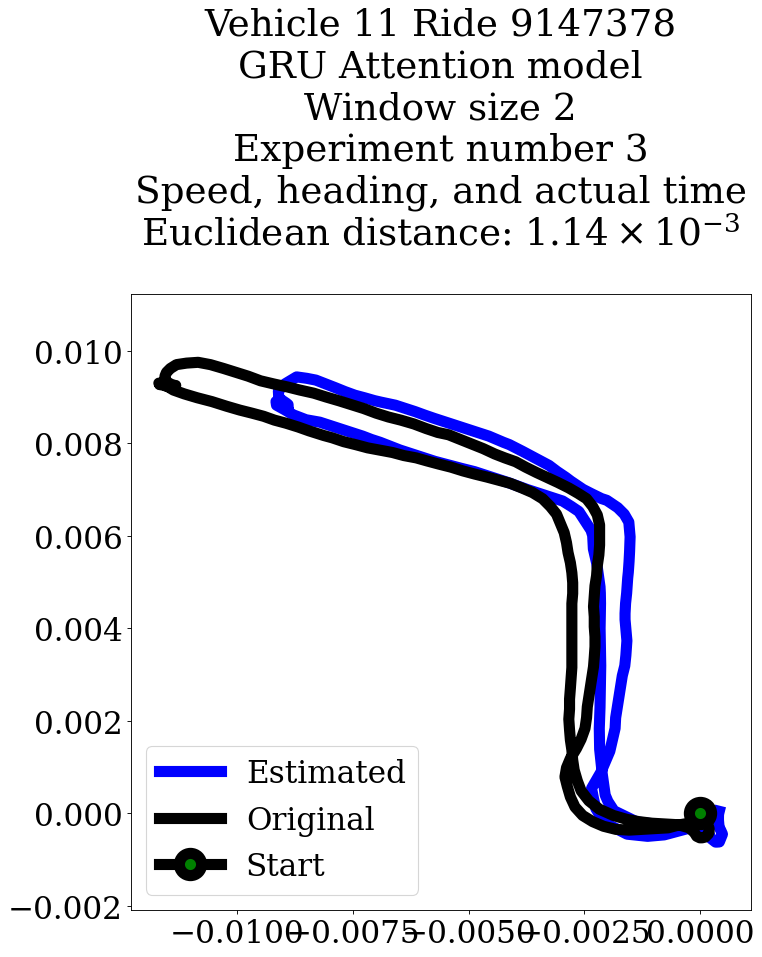 Vehicle 11 Ride 9147378
GRU Attention model
Window size 2
Experiment number 3
Speed, heading, and actual time
Euclidean distance: 1.14 × 10⁻³
0.010
0.008
0.006
0.004
0.002
0.000
−0.002
Estimated
Original
Start
−0.0100 −0.0075 −0.0050 −0.0025 0.0000